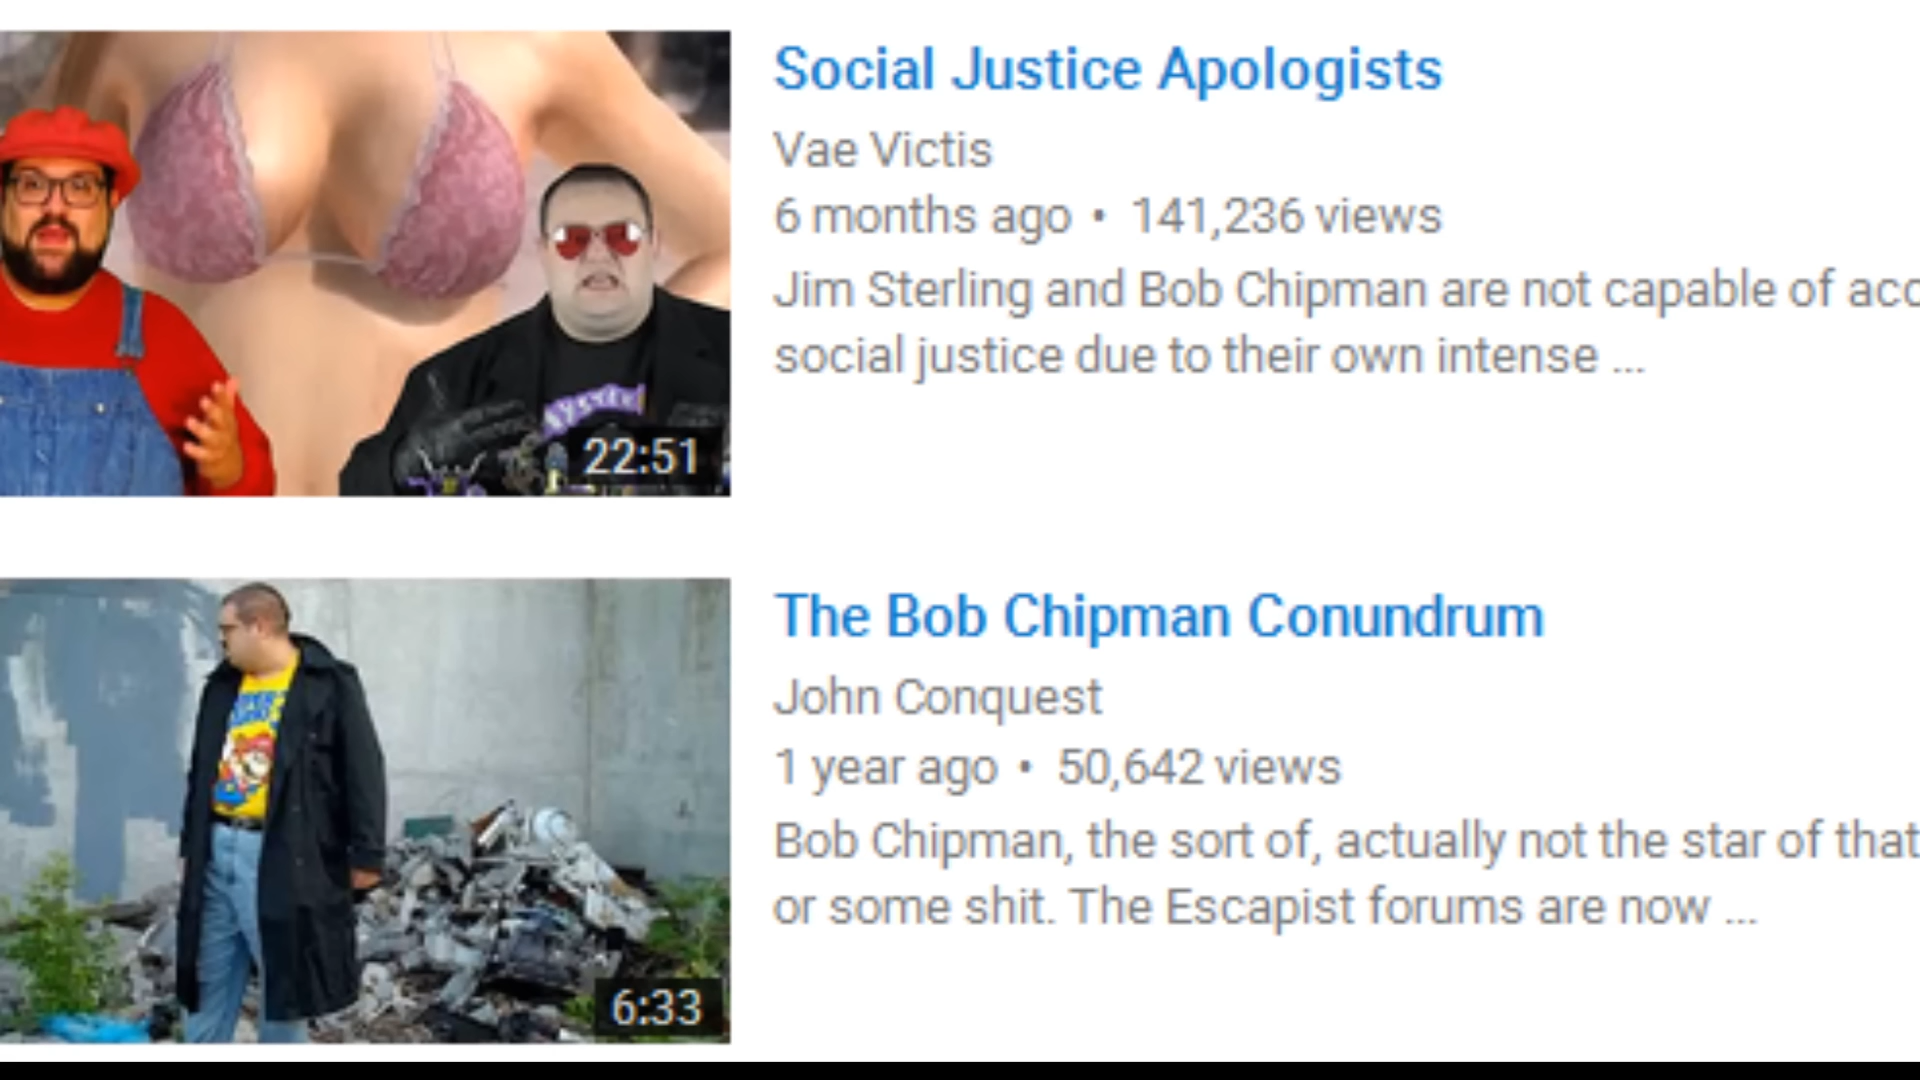 Social Justice Apologists
Vae Victis
6 months ago • 141,236 views
Jim Sterling and Bob Chipman are not capable of
social justice due to their own intense ...
22:51
The Bob Chipman Conundrum
John Conquest
1 year ago • 50,642 views
Bob Chipman, the sort of, actually not the star of that
or some shit. The Escapist forums are now ...
6:33